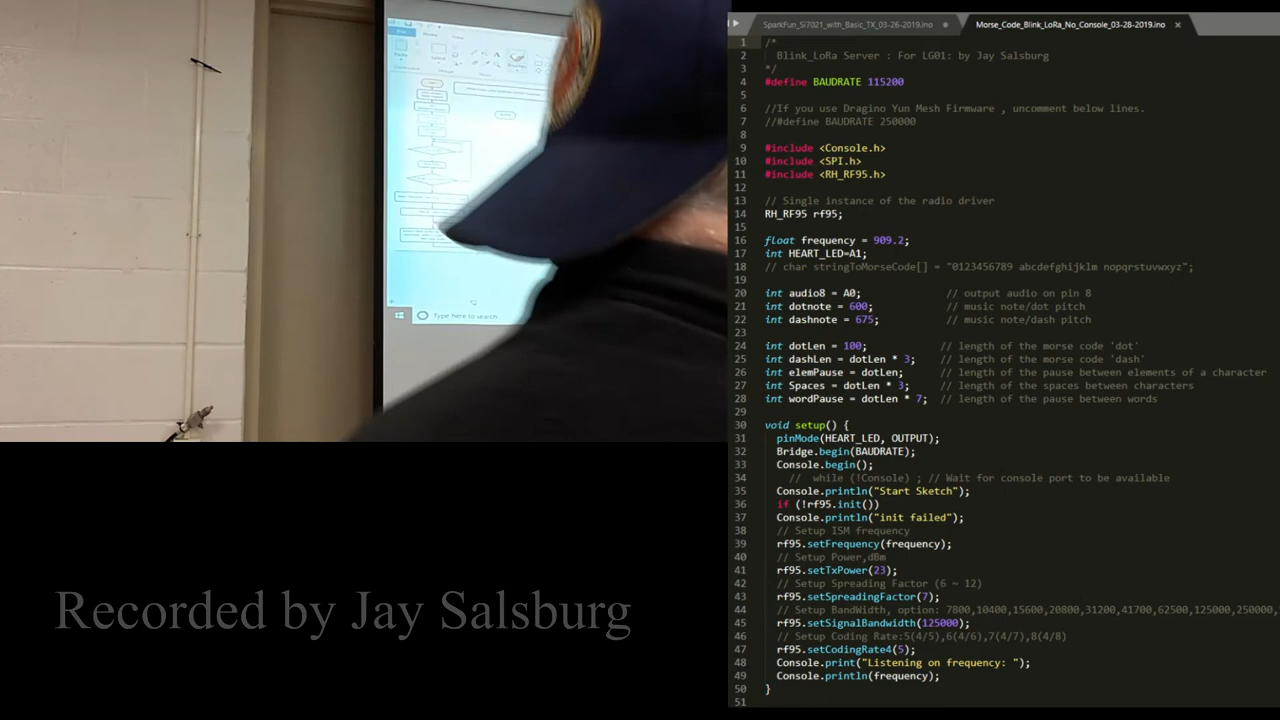 Type here to search
Recorded by Jay Salsburg
SparkFun_Si7021_with_Basic_TX_03-26-2019.ino
Morse_Code_Blink_LoRa_No_Console_03-28-2019.ino
1 /*
2 Blink_LoRa Server : For LG01: by Jay Salsburg
3 */
4 #define BAUDRATE 115200
5
6 //If you use Dragino Yun Mesh Firmware , uncomment below lines.
7 //#define BAUDRATE 250000
8
9 #include <Console.h>
10 #include <SPI.h>
11 #include <RH_RF95.h>
12
13 // Single instance of the radio driver
14 RH_RF95 rf95;
15
16 float frequency = 909.2;
17 int HEART_LED=A1;
18 // char stringToMorseCode[] = "0123456789 abcdefghijklm nopqrstuvwxyz";
19
20 int audio8 = A0; // output audio on pin 8
21 int dotnote = 600; // music note/dot pitch
22 int dashnote = 675; // music note/dash pitch
23
24 int dotLen = 100; // length of the morse code 'dot'
25 int dashLen = dotLen * 3; // length of the morse code 'dash'
26 int elemPause = dotLen; // length of the pause between elements of a character
27 int Spaces = dotLen * 3; // length of the spaces between characters
28 int wordPause = dotLen * 7; // length of the pause between words
29
30 void setup() {
31 pinMode(HEART_LED, OUTPUT);
32 Bridge.begin(BAUDRATE);
33 Console.begin();
34 // while (!Console) ; // Wait for console port to be available
35 Console.println("Start Sketch");
36 if (!rf95.init())
37 Console.println("init failed");
38 // Setup ISM frequency
39 rf95.setFrequency(frequency);
40 // Setup Power,dBm
41 rf95.setTxPower(23);
42 // Setup Spreading Factor (6 ~ 12)
43 rf95.setSpreadingFactor(7);
44 // Setup BandWidth, option: 7800,10400,15600,20800,31200,41700,62500,125000,250000,
45 rf95.setSignalBandwidth(125000);
46 // Setup Coding Rate:5(4/5),6(4/6),7(4/7),8(4/8)
47 rf95.setCodingRate4(5);
48 Console.print("Listening on frequency: ");
49 Console.println(frequency);
50 }
51